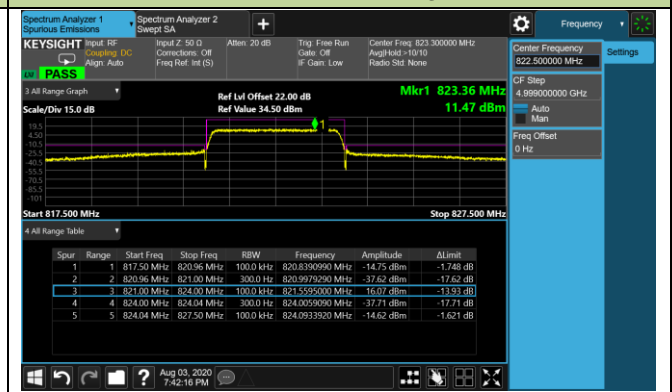 Spectrum Analyzer 1
Spurious Emissions
Spectrum Analyzer 2
Swept SA
Frequency
KEYSIGHT Input: RF
Coupling: DC
Align: Auto
Input Z: 50 Ω
Corrections: Off
Freq Ref: Int (S)
Atten: 20 dB
Trig: Free Run
Gate: Off
IF Gain: Low
Center Freq: 823.300000 MHz
Avg|Hold:>10/10
Radio Std: None
PASS
Center Frequency
822.500000 MHz
Settings
CF Step
4.999000000 GHz
Auto
Man
Freq Offset
0 Hz
3 All Range Graph
Ref Lvl Offset 22.00 dB
Mkr1 823.36 MHz
Scale/Div 15.0 dB
Ref Value 34.50 dBm
11.47 dBm
1
19.5
4.50
-10.5
-25.5
-40.5
-55.5
-70.5
-85.5
-101
Start 817.500 MHz
Stop 827.500 MHz
4 All Range Table
Spur Range Start Freq Stop Freq RBW Frequency Amplitude ΔLimit
1 1 817.50 MHz 820.96 MHz 100.0 kHz 820.8390990 MHz -14.75 dBm -1.748 dB
2 2 820.96 MHz 821.00 MHz 300.0 Hz 820.9979290 MHz -37.62 dBm -17.62 dB
3 3 821.00 MHz 824.00 MHz 100.0 kHz 821.5595000 MHz 16.07 dBm -13.93 dB
4 4 824.00 MHz 824.04 MHz 300.0 Hz 824.0059090 MHz -37.71 dBm -17.71 dB
5 5 824.04 MHz 827.50 MHz 100.0 kHz 824.0933920 MHz -14.62 dBm -1.621 dB
Aug 03, 2020
7:42:16 PM